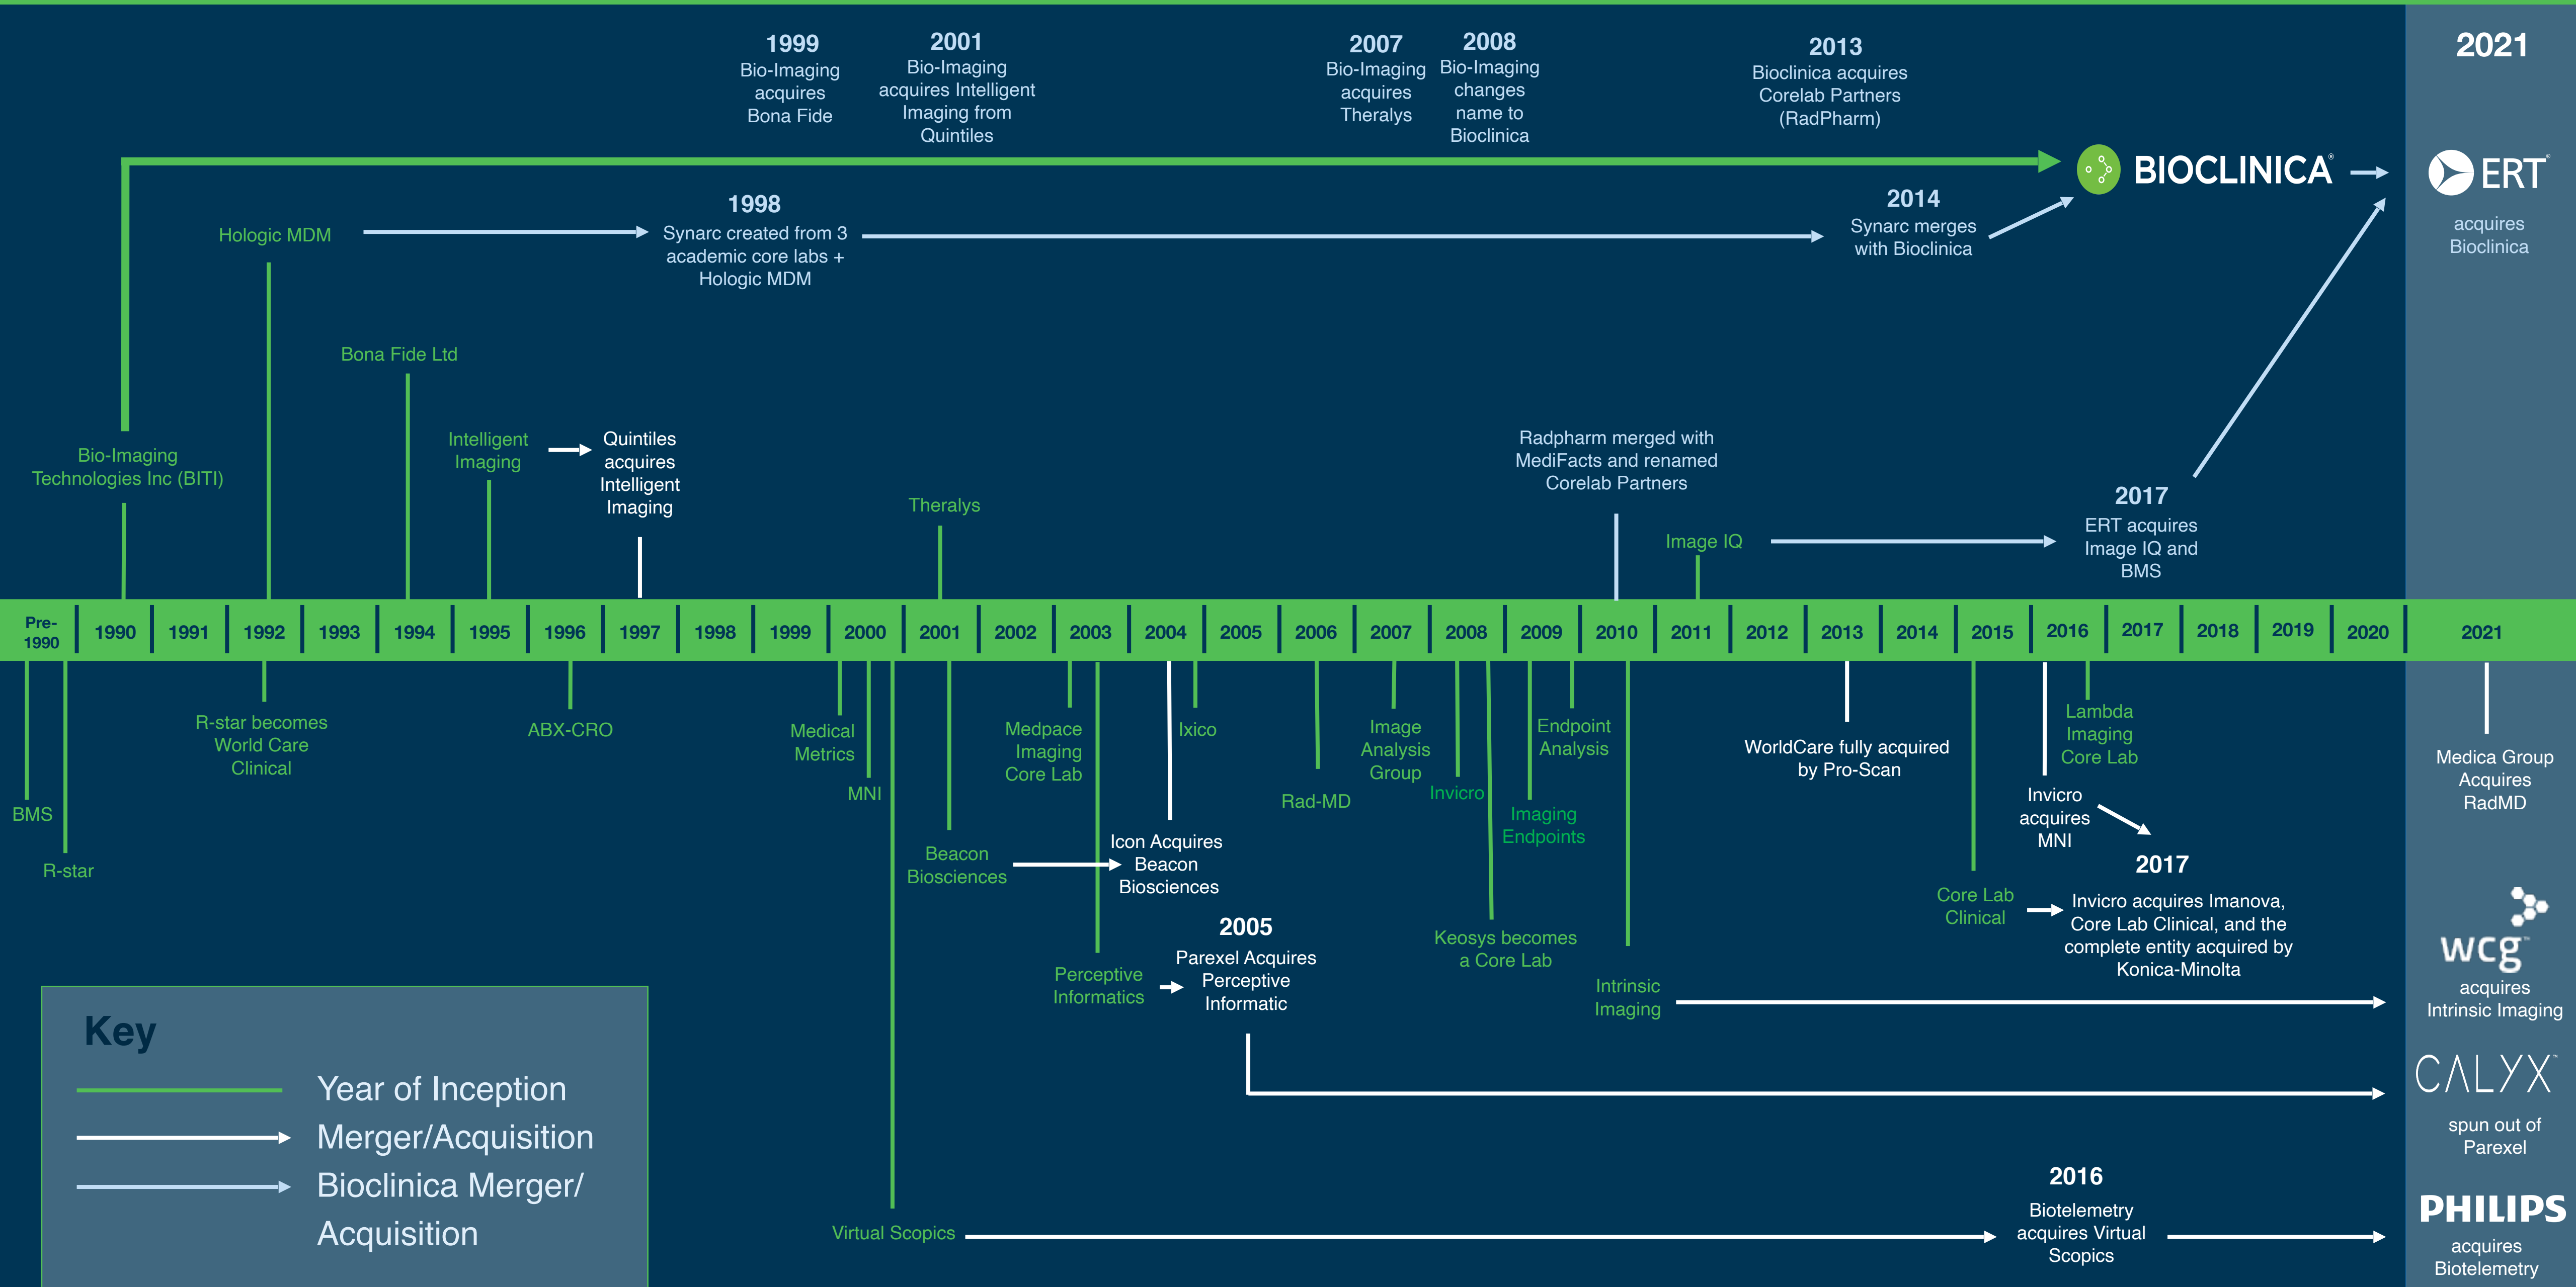 1999
Bio-Imaging
acquires
Bona Fide
2001
Bio-Imaging
acquires Intelligent
Imaging from
Quintiles
2007
Bio-Imaging
acquires
Theralys
2008
Bio-Imaging
changes
name to
Bioclinica
2013
Bioclinica acquires
Corelab Partners
(RadPharm)
2021
BIOCLINICA®
ERT®
acquires
Bioclinica
Hologic MDM
1998
Synarc created from 3
academic core labs +
Hologic MDM
2014
Synarc merges
with Bioclinica
Bona Fide Ltd
Bio-Imaging
Technologies Inc (BITI)
Intelligent
Imaging
Quintiles
acquires
Intelligent
Imaging
Theralys
Radpharm merged with
MediFacts and renamed
Corelab Partners
Image IQ
2017
ERT acquires
Image IQ and
BMS
Pre-
1990
1990
1991
1992
1993
1994
1995
1996
1997
1998
1999
2000
2001
2002
2003
2004
2005
2006
2007
2008
2009
2010
2011
2012
2013
2014
2015
2016
2017
2018
2019
2020
2021
BMS
R-star
R-star becomes
World Care
Clinical
ABX-CRO
Medical
Metrics
MNI
Beacon
Biosciences
Medpace
Imaging
Core Lab
Icon Acquires
Beacon
Biosciences
Ixico
Perceptive
Informatics
2005
Parexel Acquires
Perceptive
Informatic
Rad-MD
Image
Analysis
Group
Invicro
Keosys becomes
a Core Lab
Imaging
Endpoints
Endpoint
Analysis
Intrinsic
Imaging
WorldCare fully acquired
by Pro-Scan
Core Lab
Clinical
Invicro
acquires
MNI
Lambda
Imaging
Core Lab
2017
Invicro acquires Imanova,
Core Lab Clinical, and the
complete entity acquired by
Konica-Minolta
Medica Group
Acquires
RadMD
wcg™
acquires
Intrinsic Imaging
CALYX™
spun out of
Parexel
Virtual Scopics
2016
Biotelemetry
acquires Virtual
Scopics
PHILIPS
acquires
Biotelemetry
Key
Year of Inception
Merger/Acquisition
Bioclinica Merger/
Acquisition